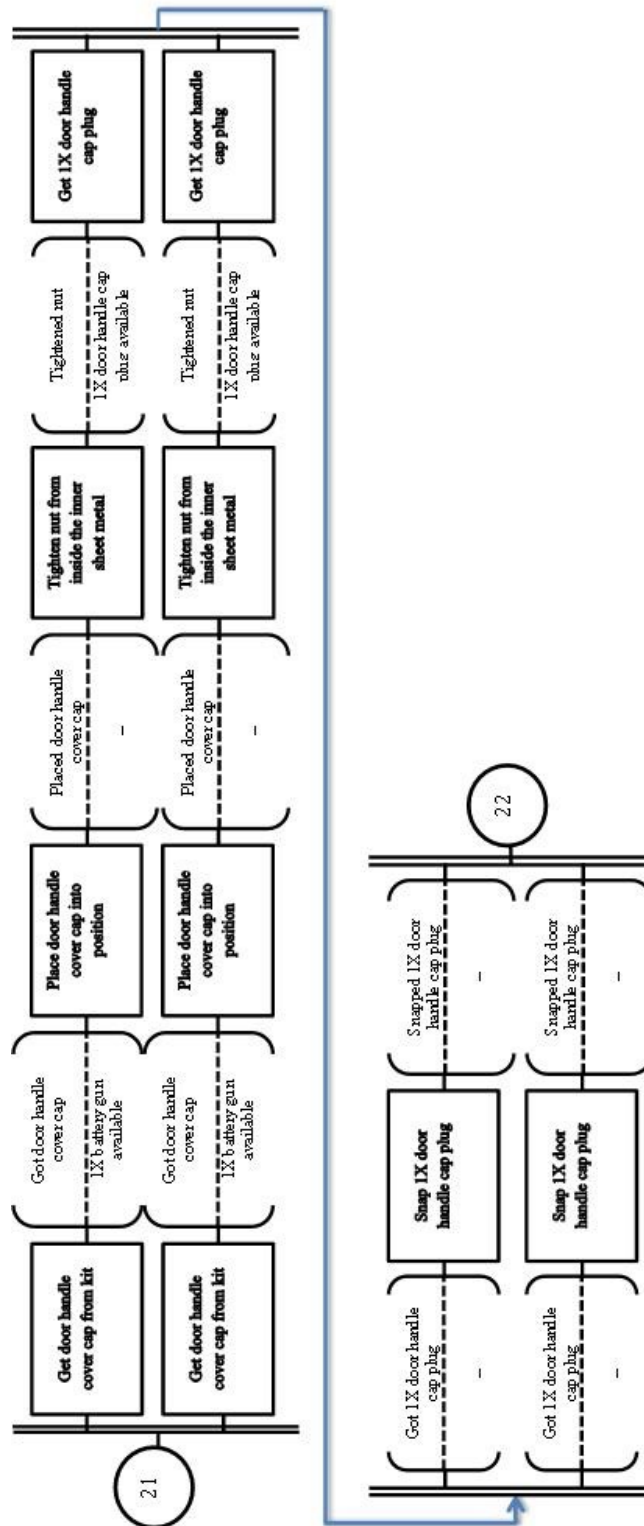 21
Get door handle
cover cap from kit
Got door handle
cover cap
1X battery gun
available
Place door handle
cover cap into
position
Placed door handle
cover cap
–
Tighten nut from
inside the inner
sheet metal
Tightened nut
1X door handle cap
plug available
Get 1X door handle
cap plug
Get door handle
cover cap from kit
Got door handle
cover cap
1X battery gun
available
Place door handle
cover cap into
position
Placed door handle
cover cap
–
Tighten nut from
inside the inner
sheet metal
Tightened nut
1X door handle cap
plug available
Get 1X door handle
cap plug
Got 1X door handle
cap plug
–
Snap 1X door
handle cap plug
Snapped 1X door
handle cap plug
–
Got 1X door handle
cap plug
–
Snap 1X door
handle cap plug
Snapped 1X door
handle cap plug
–
22